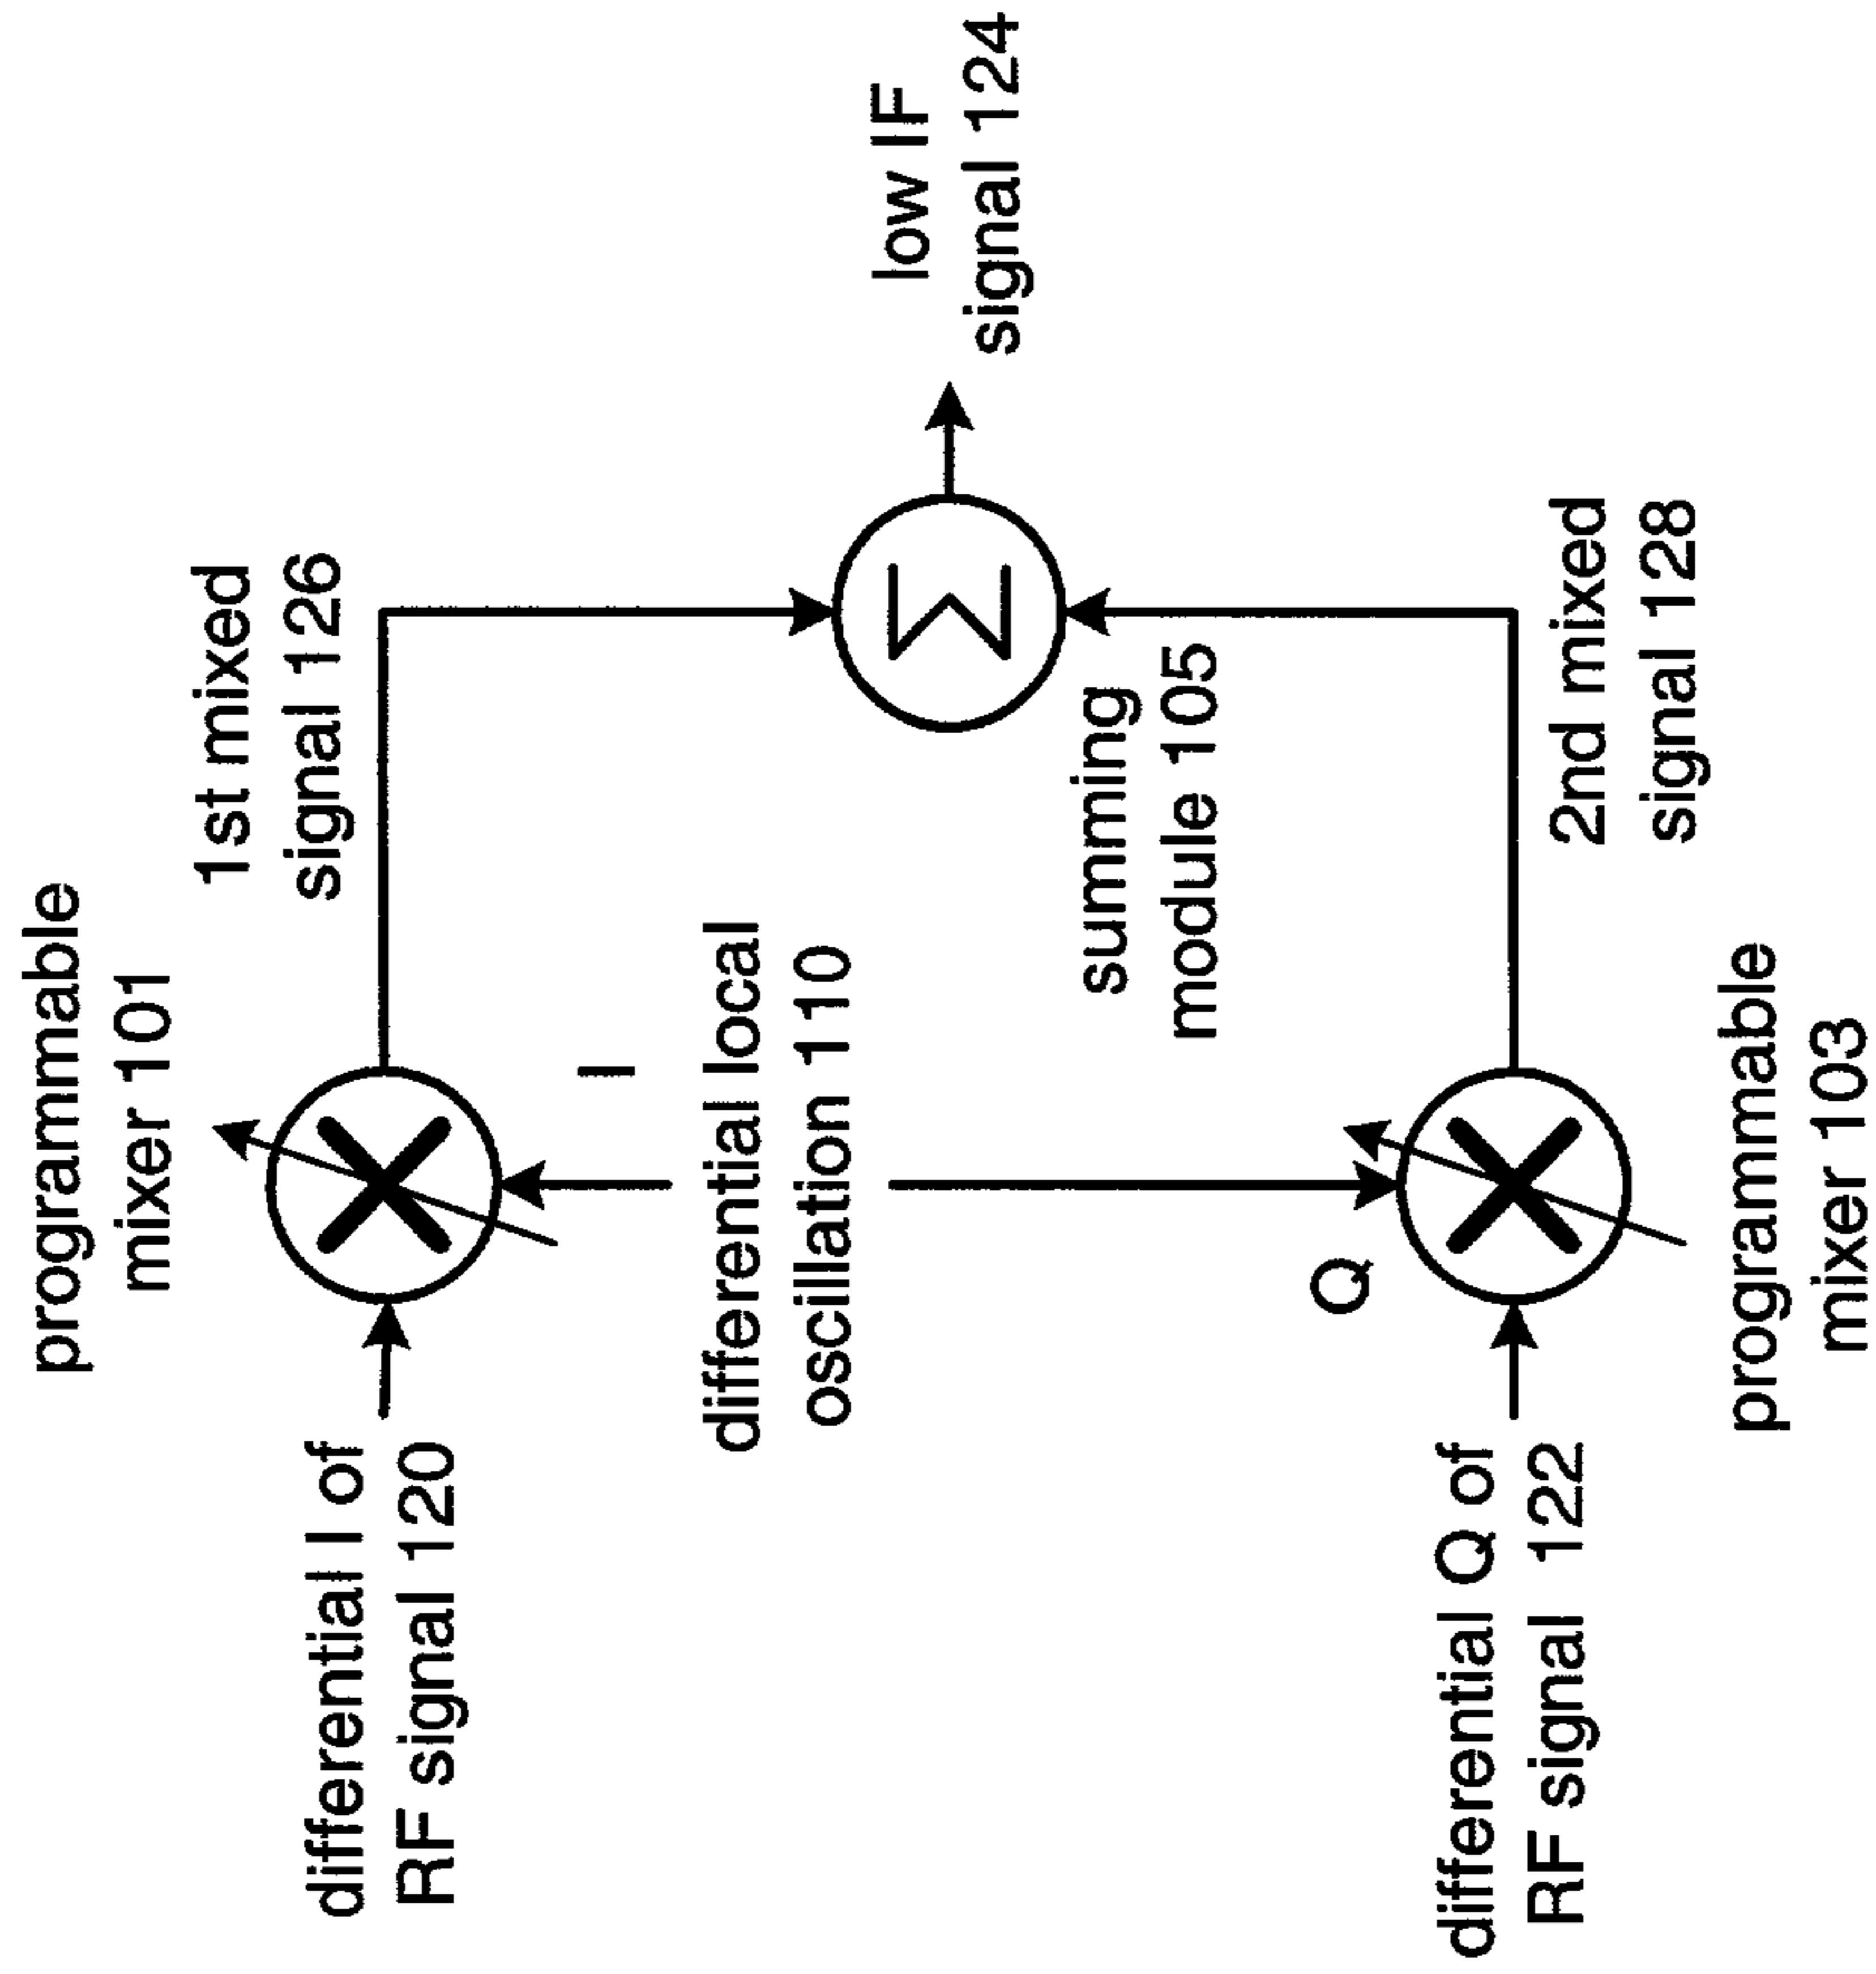 programmable
mixer 101
1st mixed
signal 126
differential I of
RF signal 120
I
differential local
oscillation 110
low IF
signal 124
Σ
summing
module 105
Q
differential Q of
RF signal 122
2nd mixed
signal 128
programmable
mixer 103